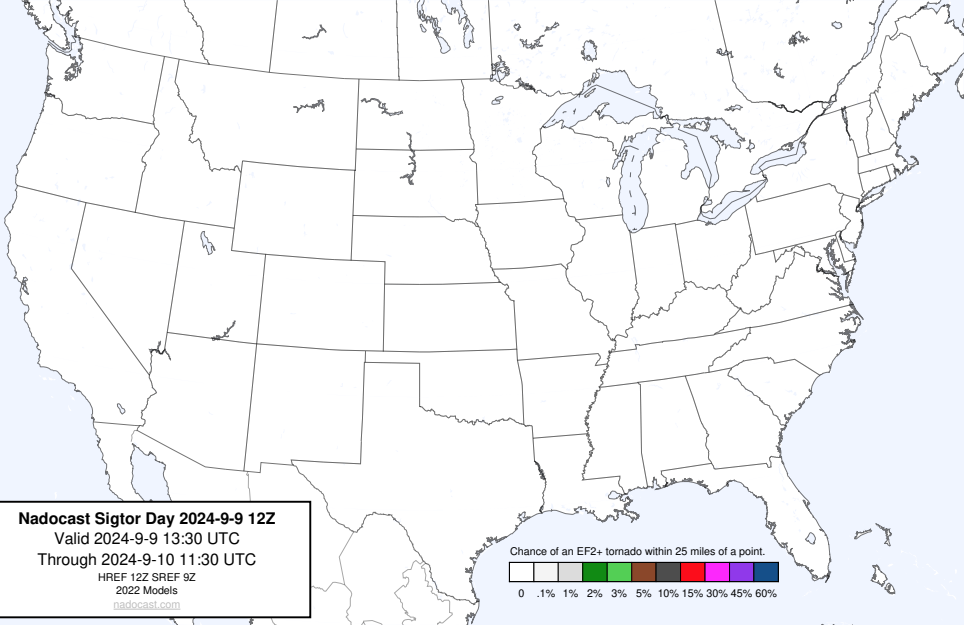 Nadocast Sigtor Day 2024-9-9 12Z
Valid 2024-9-9 13:30 UTC
Through 2024-9-10 11:30 UTC
HREF 12Z SREF 9Z
2022 Models
nadocast.com
Chance of an EF2+ tornado within 25 miles of a point.
0 .1% 1% 2% 3% 5% 10% 15% 30% 45% 60%